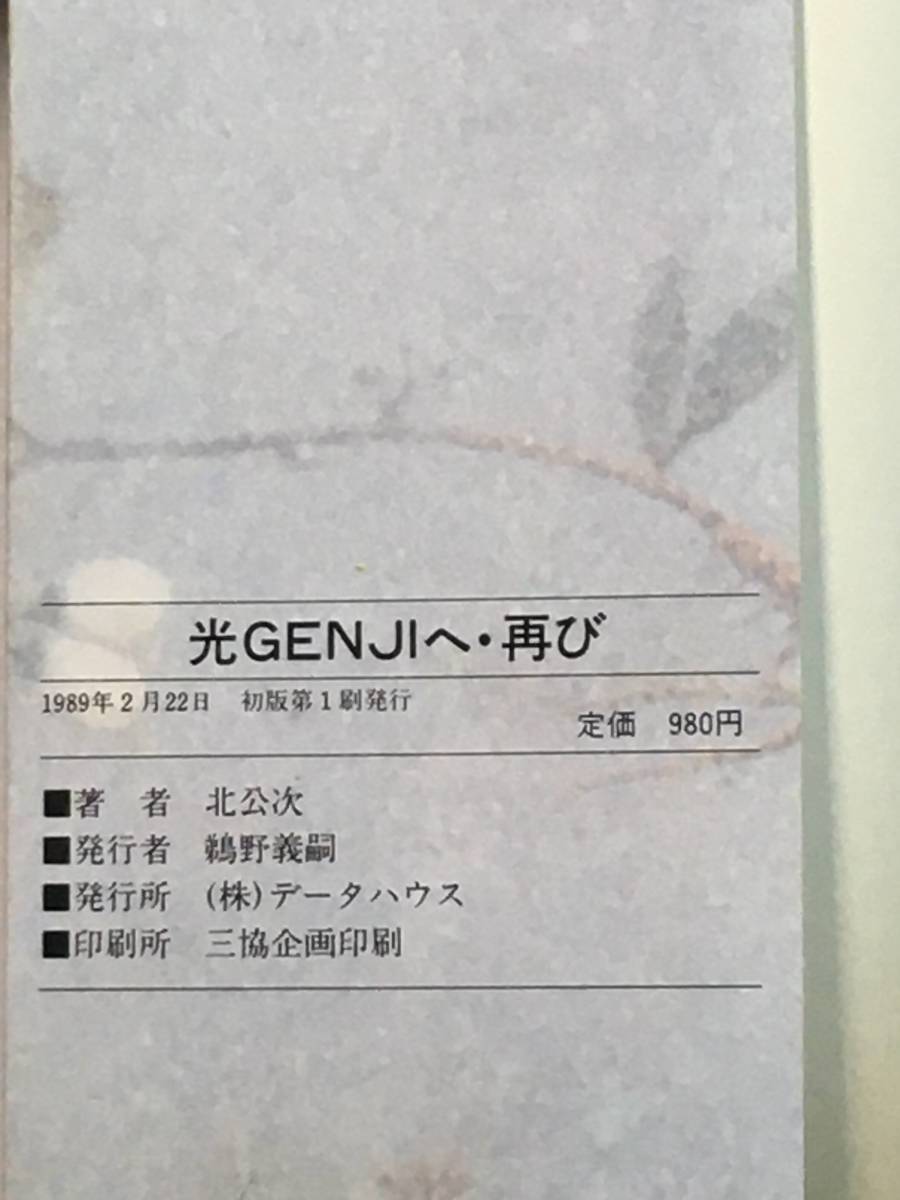 光GENJIへ・再び
1989年2月22日　初版第1刷発行
定価　980円
■著　者　北公次
■発行者　鵜野義嗣
■発行所　(株)データハウス
■印刷所　三協企画印刷